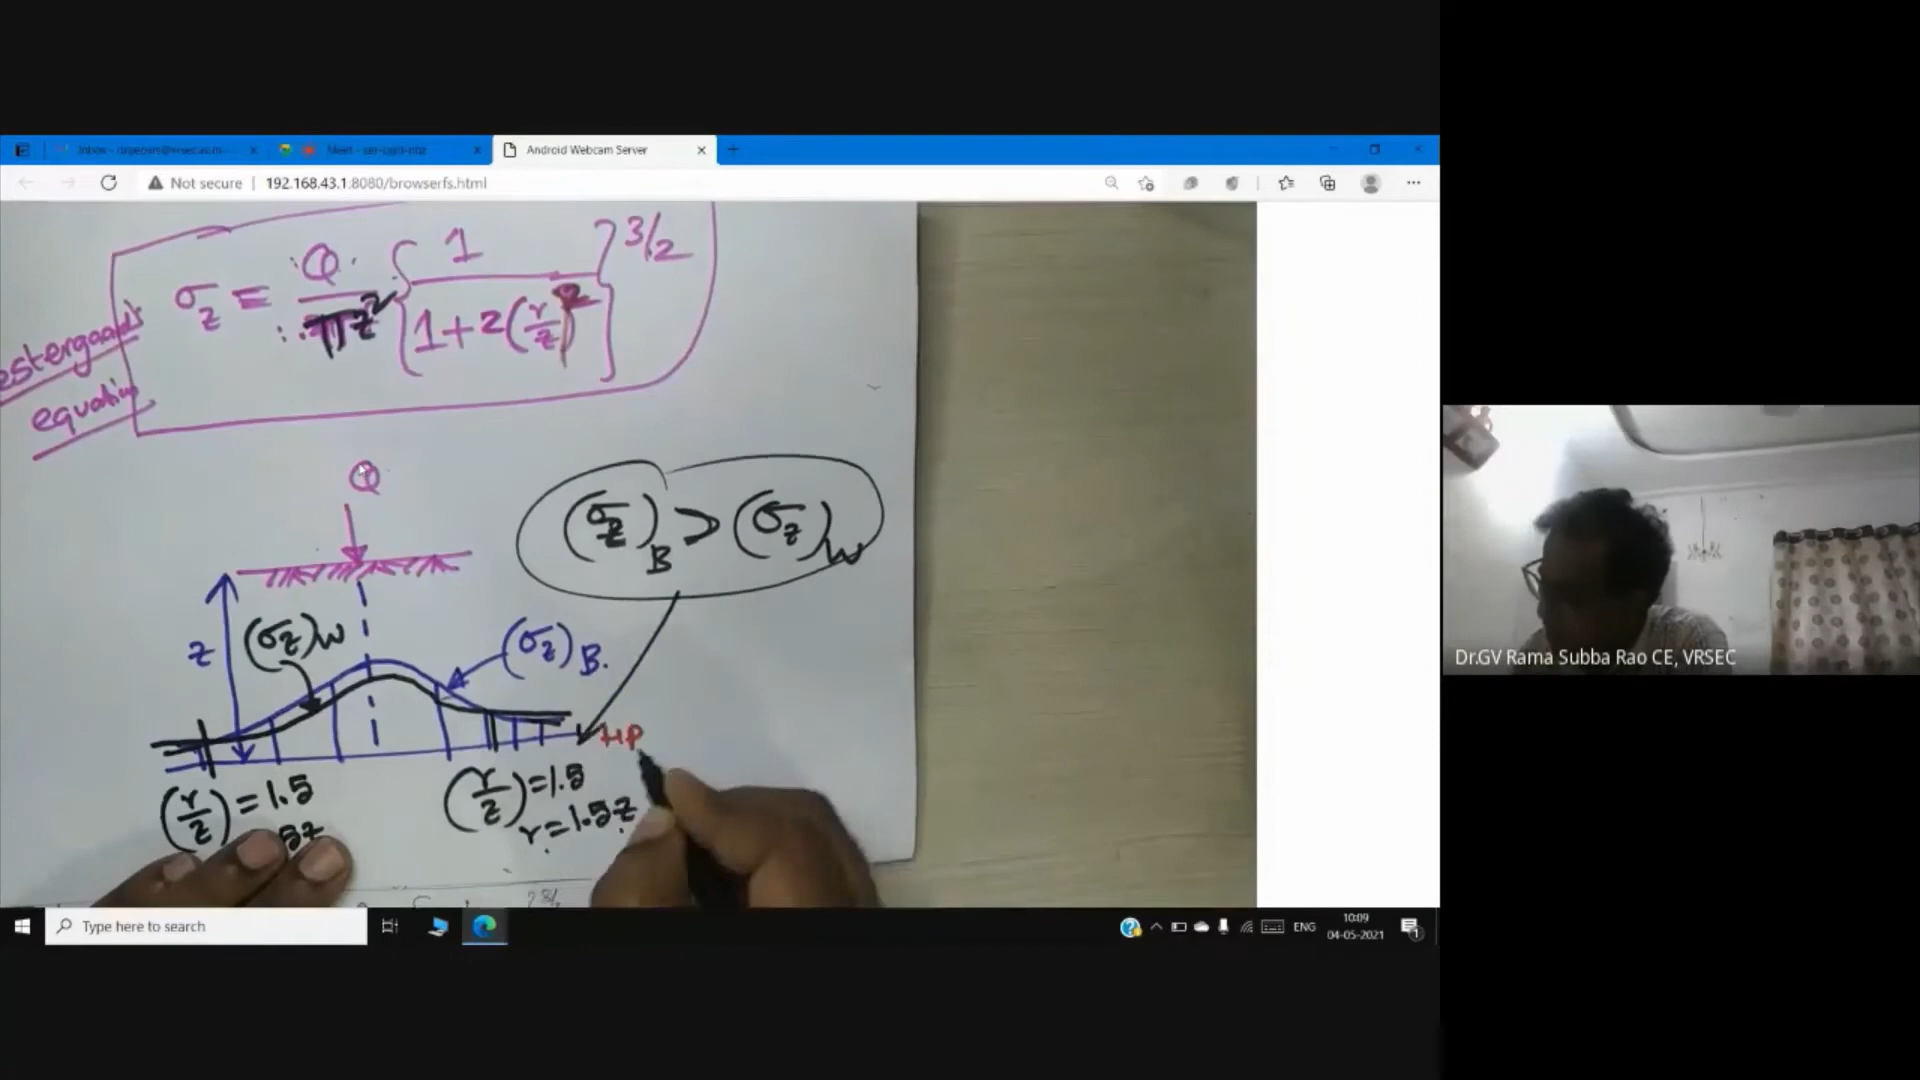 Android Webcam Server
Not secure | 192.168.43.1:8080/browserfs.html
σz = Q / πz² { 1 / 1+2(r/z)² }^3/2
equation
Q
(σz)B > (σz)W
z
(σz)W
(σz)B.
HP
(r/z) = 1.5
(r/z) = 1.5
r = 1.5z
5z
Dr.GV Rama Subba Rao CE, VRSEC
Type here to search
ENG
10:09
04-05-2021
1